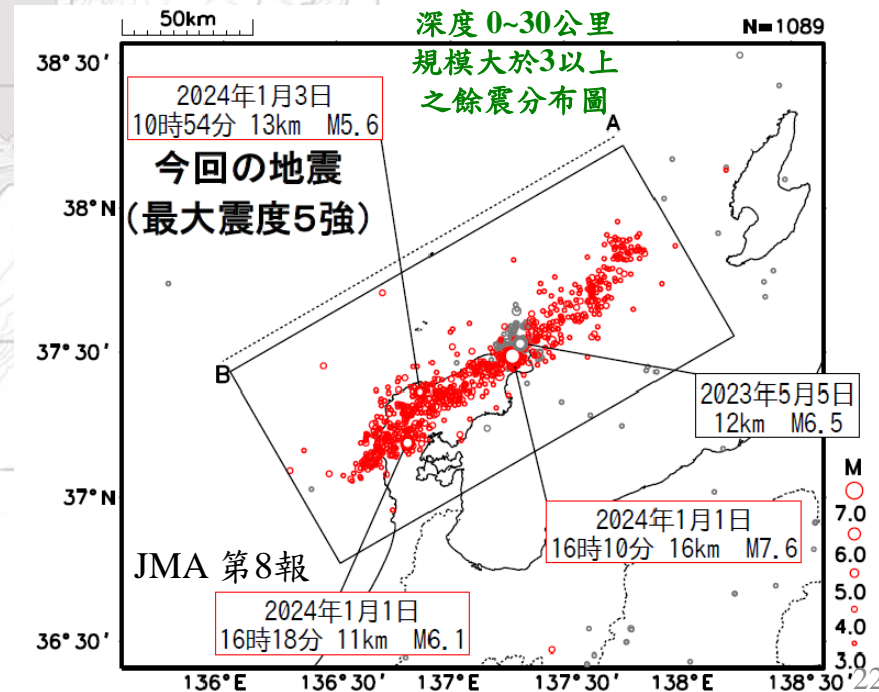 50km
深度 0~30公里
規模大於3以上
之餘震分布圖
N=1089
38°30'
2024年1月3日
10時54分 13km M5.6
今回の地震
(最大震度5強)
A
38°N
37°30'
B
2023年5月5日
12km M6.5
37°N
2024年1月1日
16時10分 16km M7.6
M
7.0
6.0
5.0
4.0
3.0
JMA 第8報
2024年1月1日
16時18分 11km M6.1
36°30'
136°E
136°30'
137°E
137°30'
138°E
138°30'
22